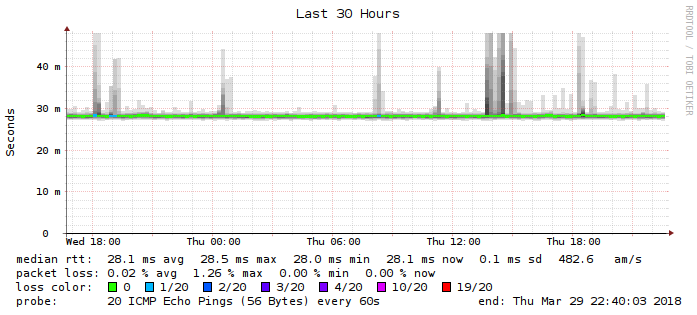 Last 30 Hours
RRDTOOL / TOBI OETIKER
Seconds
40 m
30 m
20 m
10 m
0
Wed 18:00 Thu 00:00 Thu 06:00 Thu 12:00 Thu 18:00
median rtt: 28.1 ms avg 28.5 ms max 28.0 ms min 28.1 ms now 0.1 ms sd 482.6 am/s
packet loss: 0.02 % avg 1.26 % max 0.00 % min 0.00 % now
loss color: 0 1/20 2/20 3/20 4/20 10/20 19/20
probe: 20 ICMP Echo Pings (56 Bytes) every 60s end: Thu Mar 29 22:40:03 2018